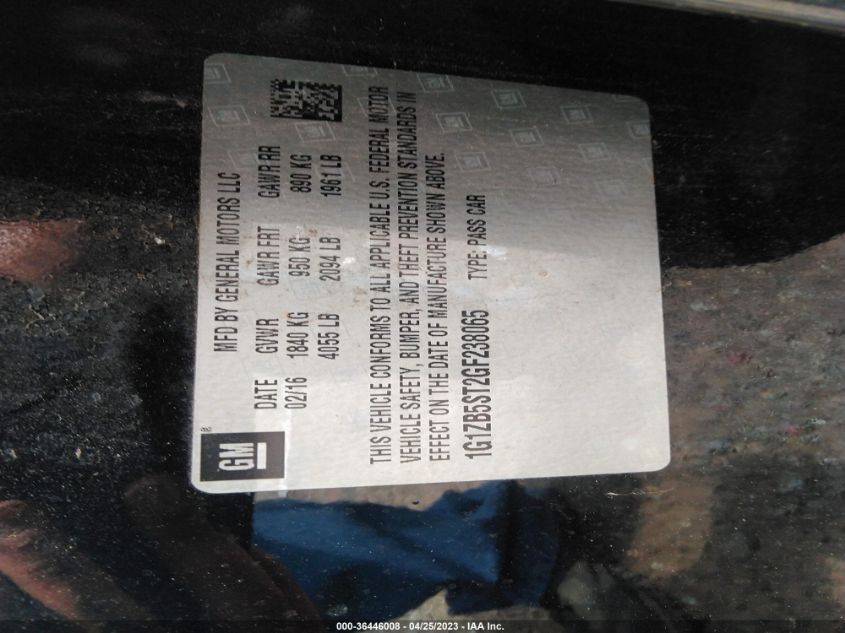 GM ®
MFD BY GENERAL MOTORS LLC
DATE GVWR GAWR FRT GAWR RR
02/16 1840 KG 950 KG 890 KG
4055 LB 2094 LB 1961 LB
THIS VEHICLE CONFORMS TO ALL APPLICABLE U.S. FEDERAL MOTOR
VEHICLE SAFETY, BUMPER, AND THEFT PREVENTION STANDARDS IN
EFFECT ON THE DATE OF MANUFACTURE SHOWN ABOVE.
1G1ZB5ST2GF238065 TYPE: PASS CAR
000-36446008 - 04/25/2023 - IAA Inc.